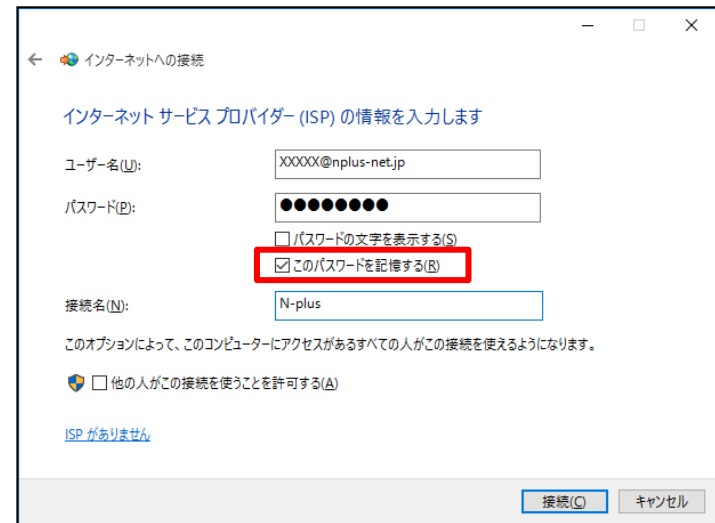 インターネットへの接続
インターネット サービス プロバイダー (ISP) の情報を入力します
ユーザー名(U):
XXXXX@nplus-net.jp
パスワード(P):
●●●●●●●●
パスワードの文字を表示する(S)
このパスワードを記憶する(R)
接続名(N):
N-plus
このオプションによって、このコンピューターにアクセスがあるすべての人がこの接続を使えるようになります。
他の人がこの接続を使うことを許可する(A)
ISP がありません
接続(C) キャンセル